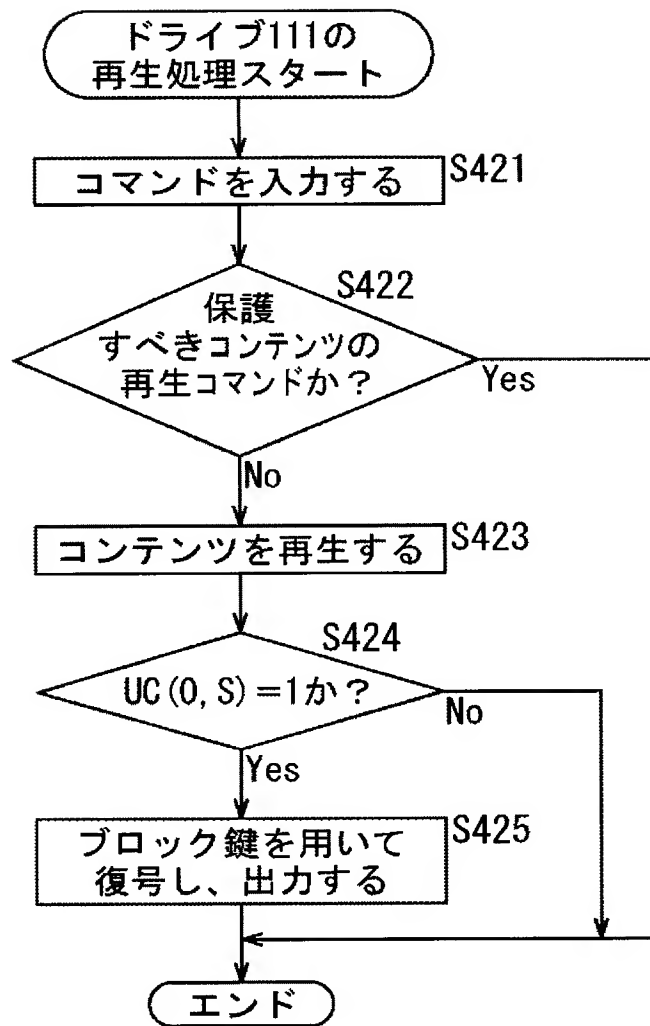 ドライブ111の
再生処理スタート
コマンドを入力する
S421
S422
保護
すべきコンテンツの
再生コマンドか？
Yes
No
コンテンツを再生する
S423
S424
UC(0,S)=1か？
No
Yes
S425
ブロック鍵を用いて
復号し、出力する
エンド